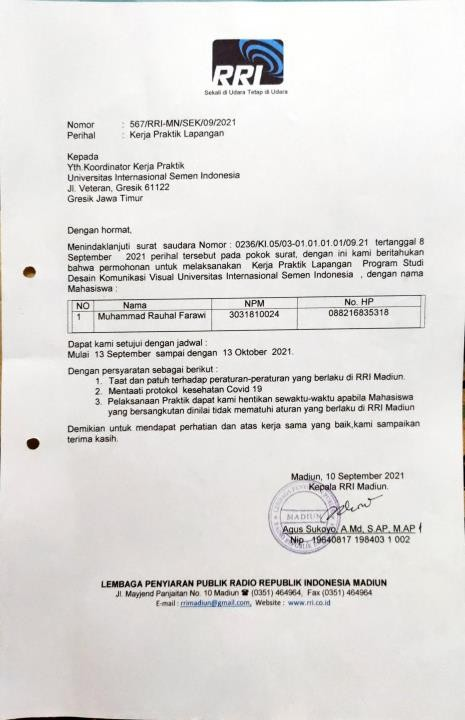 RRI
Sekali di Udara Tetap di Udara
Nomor : 567/RRI-MN/SEK/09/2021
Perihal : Kerja Praktik Lapangan
Kepada
Yth.Koordinator Kerja Praktik
Universitas Internasional Semen Indonesia
Jl. Veteran, Gresik 61122
Gresik Jawa Timur
Dengan hormat,
Menindaklanjuti surat saudara Nomor : 0236/KI.05/03-01.01.01.01/09.21 tertanggal 8
September 2021 perihal tersebut pada pokok surat, dengan ini kami beritahukan
bahwa permohonan untuk melaksanakan Kerja Praktik Lapangan Program Studi
Desain Komunikasi Visual Universitas Internasional Semen Indonesia , dengan nama
Mahasiswa :
NO Nama NPM No. HP
1 Muhammad Rauhal Farawi 3031810024 088216835318
Dapat kami setujui dengan jadwal :
Mulai 13 September sampai dengan 13 Oktober 2021.
Dengan persyaratan sebagai berikut :
1. Taat dan patuh terhadap peraturan-peraturan yang berlaku di RRI Madiun.
2. Mentaati protokol kesehatan Covid 19
3. Pelaksanaan Praktik dapat kami hentikan sewaktu-waktu apabila Mahasiswa
yang bersangkutan dinilai tidak mematuhi aturan yang berlaku di RRI Madiun
Demikian untuk mendapat perhatian dan atas kerja sama yang baik,kami sampaikan
terima kasih.
Madiun, 10 September 2021
Kepala RRI Madiun.
MADIUN
Agus Sukoyo, A.Md, S.AP, M.AP
Nip 19640817 198403 1 002
LEMBAGA PENYIARAN PUBLIK RADIO REPUBLIK INDONESIA MADIUN
Jl. Mayjend Panjaitan No. 10 Madiun ☎ (0351) 464964, Fax (0351) 464964
E-mail : rrimadiun@gmail.com, Website : www.rri.co.id